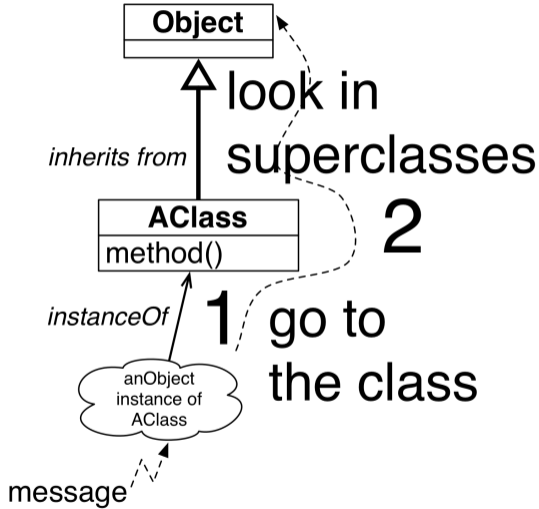 Object
look in
superclasses
inherits from
2
AClass
method()
instanceOf
1
go to
the class
anObject
instance of
AClass
message